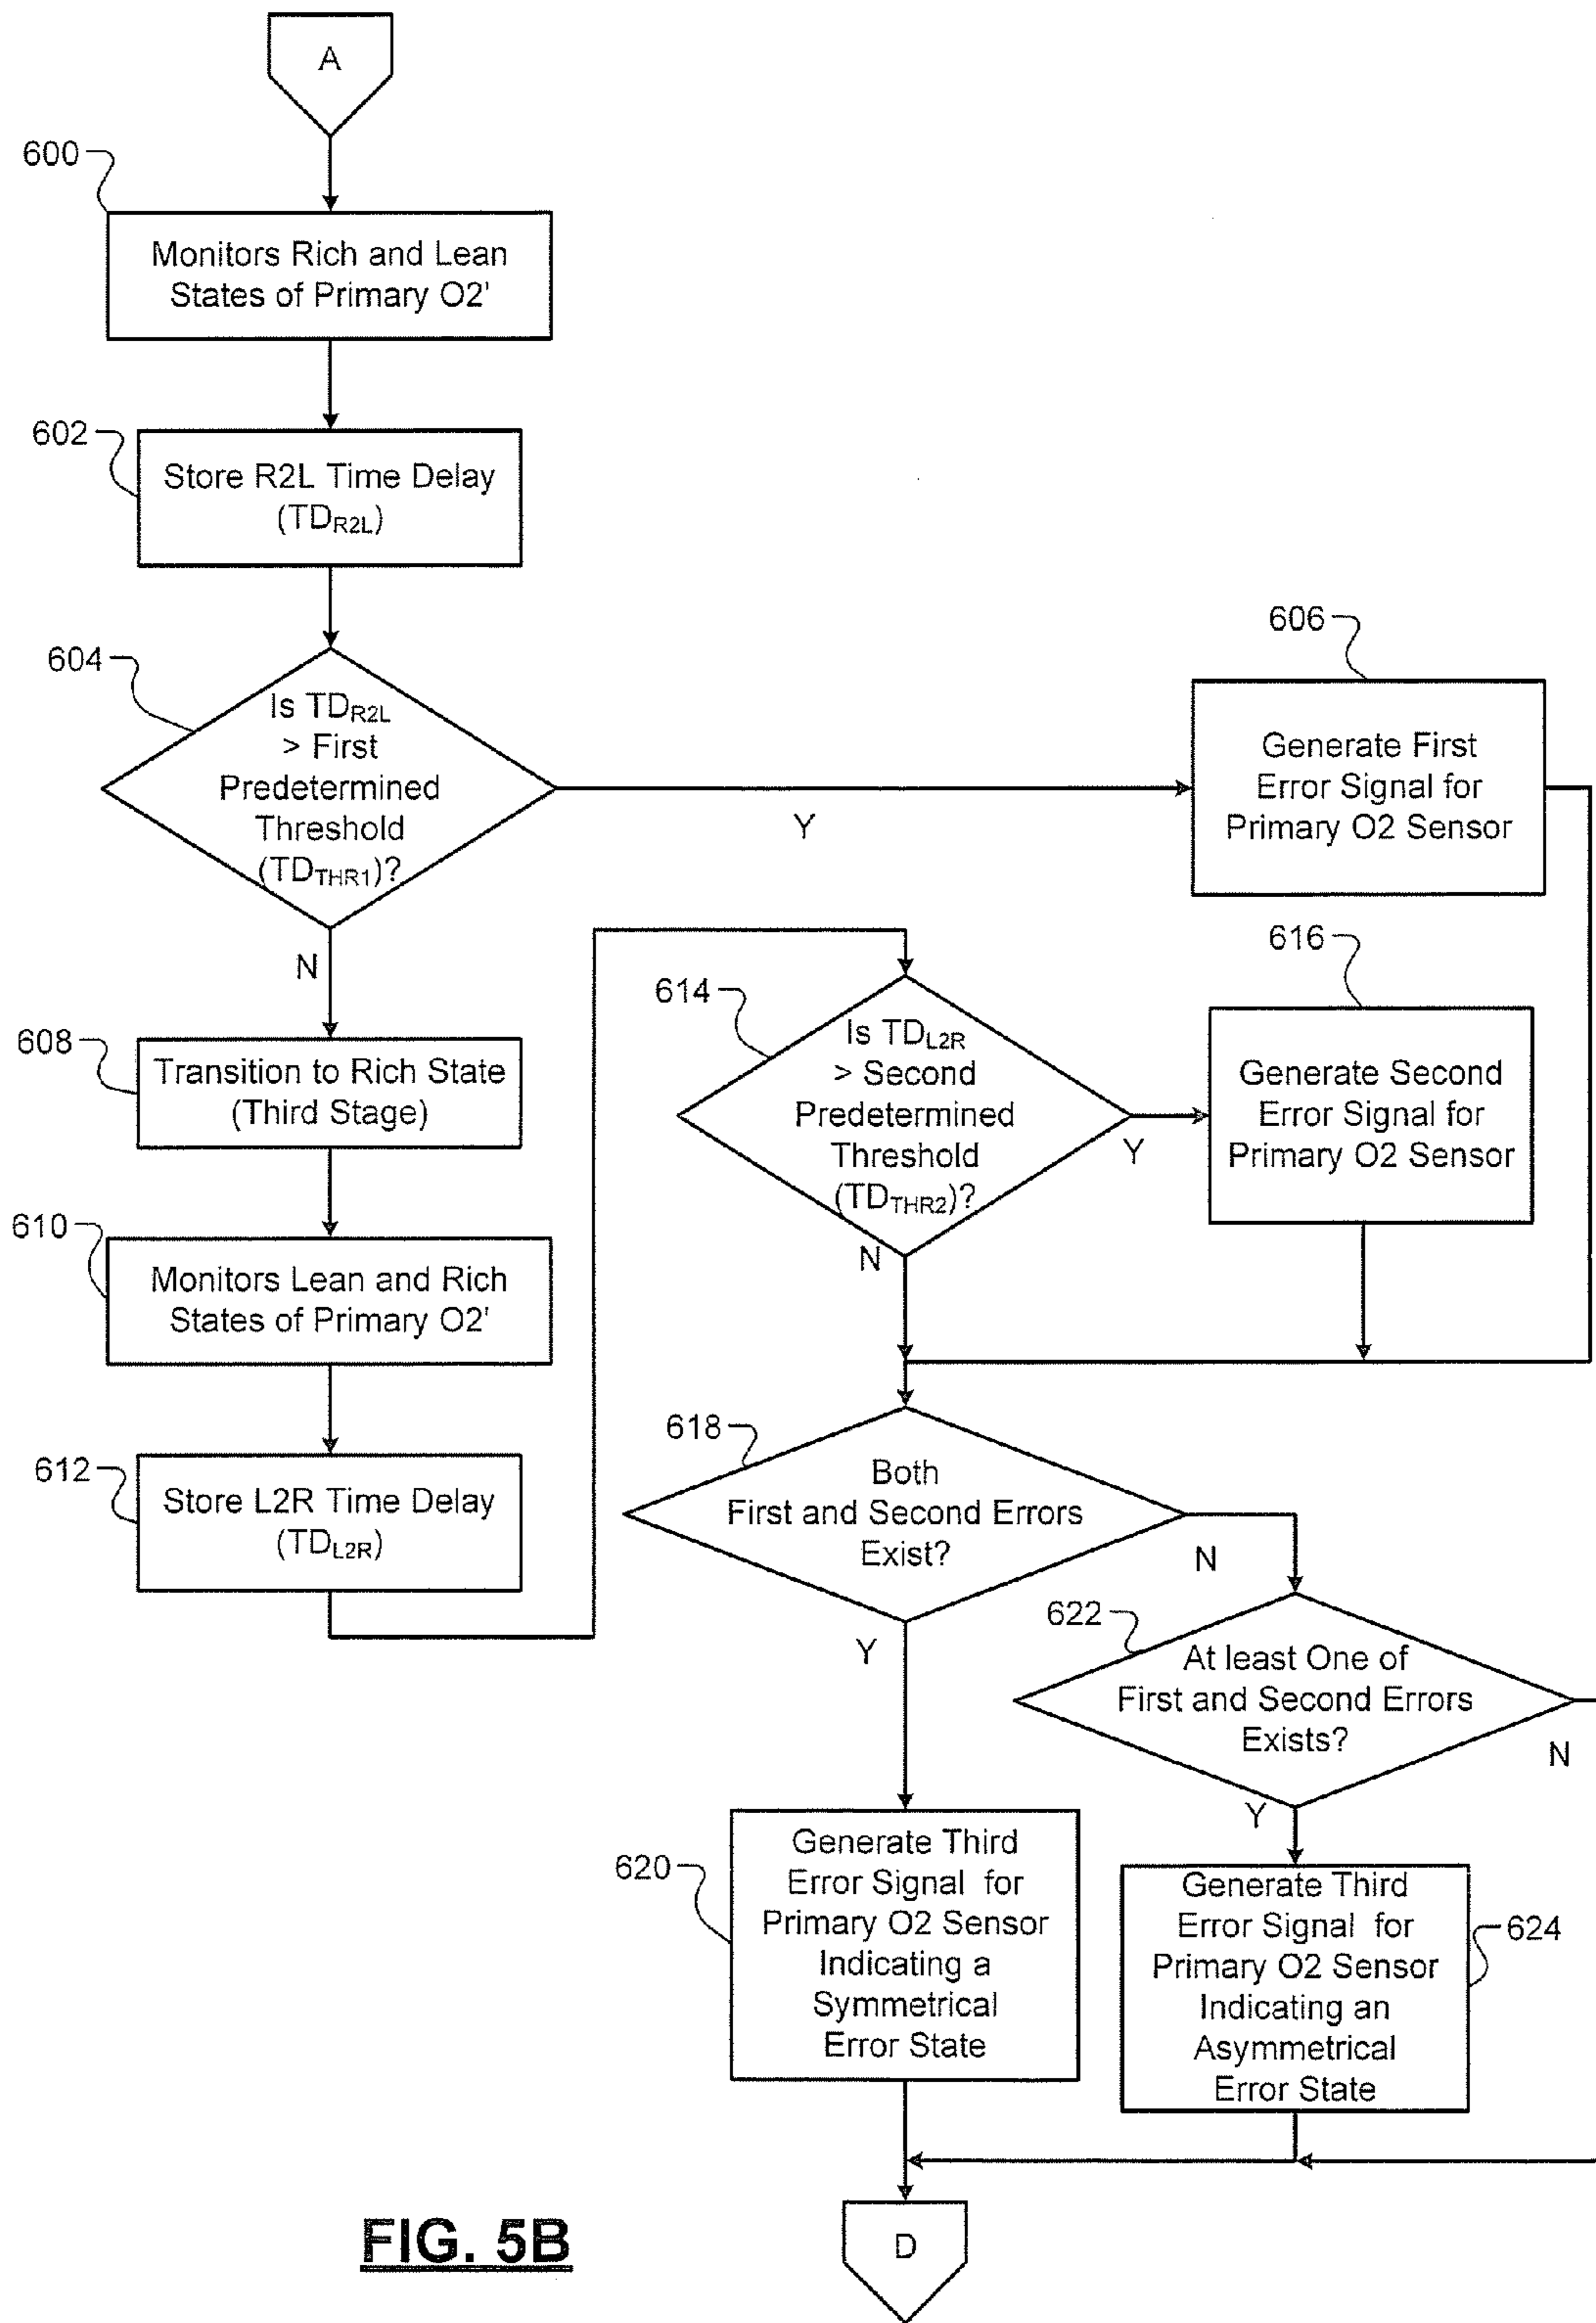 A
600
Monitors Rich and Lean
States of Primary O2'
602
Store R2L Time Delay
(TDR2L)
604
Is TDR2L
> First
Predetermined
Threshold
(TDTHR1)?
Y
N
606
Generate First
Error Signal for
Primary O2 Sensor
608
Transition to Rich State
(Third Stage)
610
Monitors Lean and Rich
States of Primary O2'
612
Store L2R Time Delay
(TDL2R)
614
Is TDL2R
> Second
Predetermined
Threshold
(TDTHR2)?
Y
N
616
Generate Second
Error Signal for
Primary O2 Sensor
618
Both
First and Second Errors
Exist?
N
Y
622
At least One of
First and Second Errors
Exists?
N
Y
620
Generate Third
Error Signal for
Primary O2 Sensor
Indicating a
Symmetrical
Error State
624
Generate Third
Error Signal for
Primary O2 Sensor
Indicating an
Asymmetrical
Error State
D
FIG. 5B